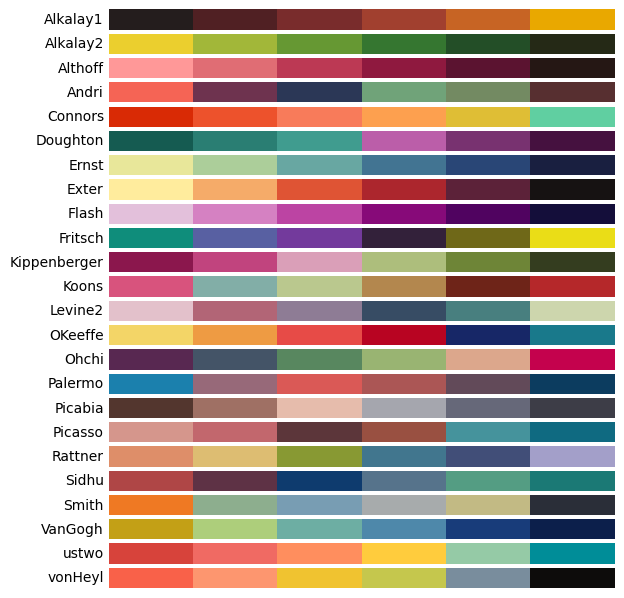 Alkalay1
Alkalay2
Althoff
Andri
Connors
Doughton
Ernst
Exter
Flash
Fritsch
Kippenberger
Koons
Levine2
OKeeffe
Ohchi
Palermo
Picabia
Picasso
Rattner
Sidhu
Smith
VanGogh
ustwo
vonHeyl